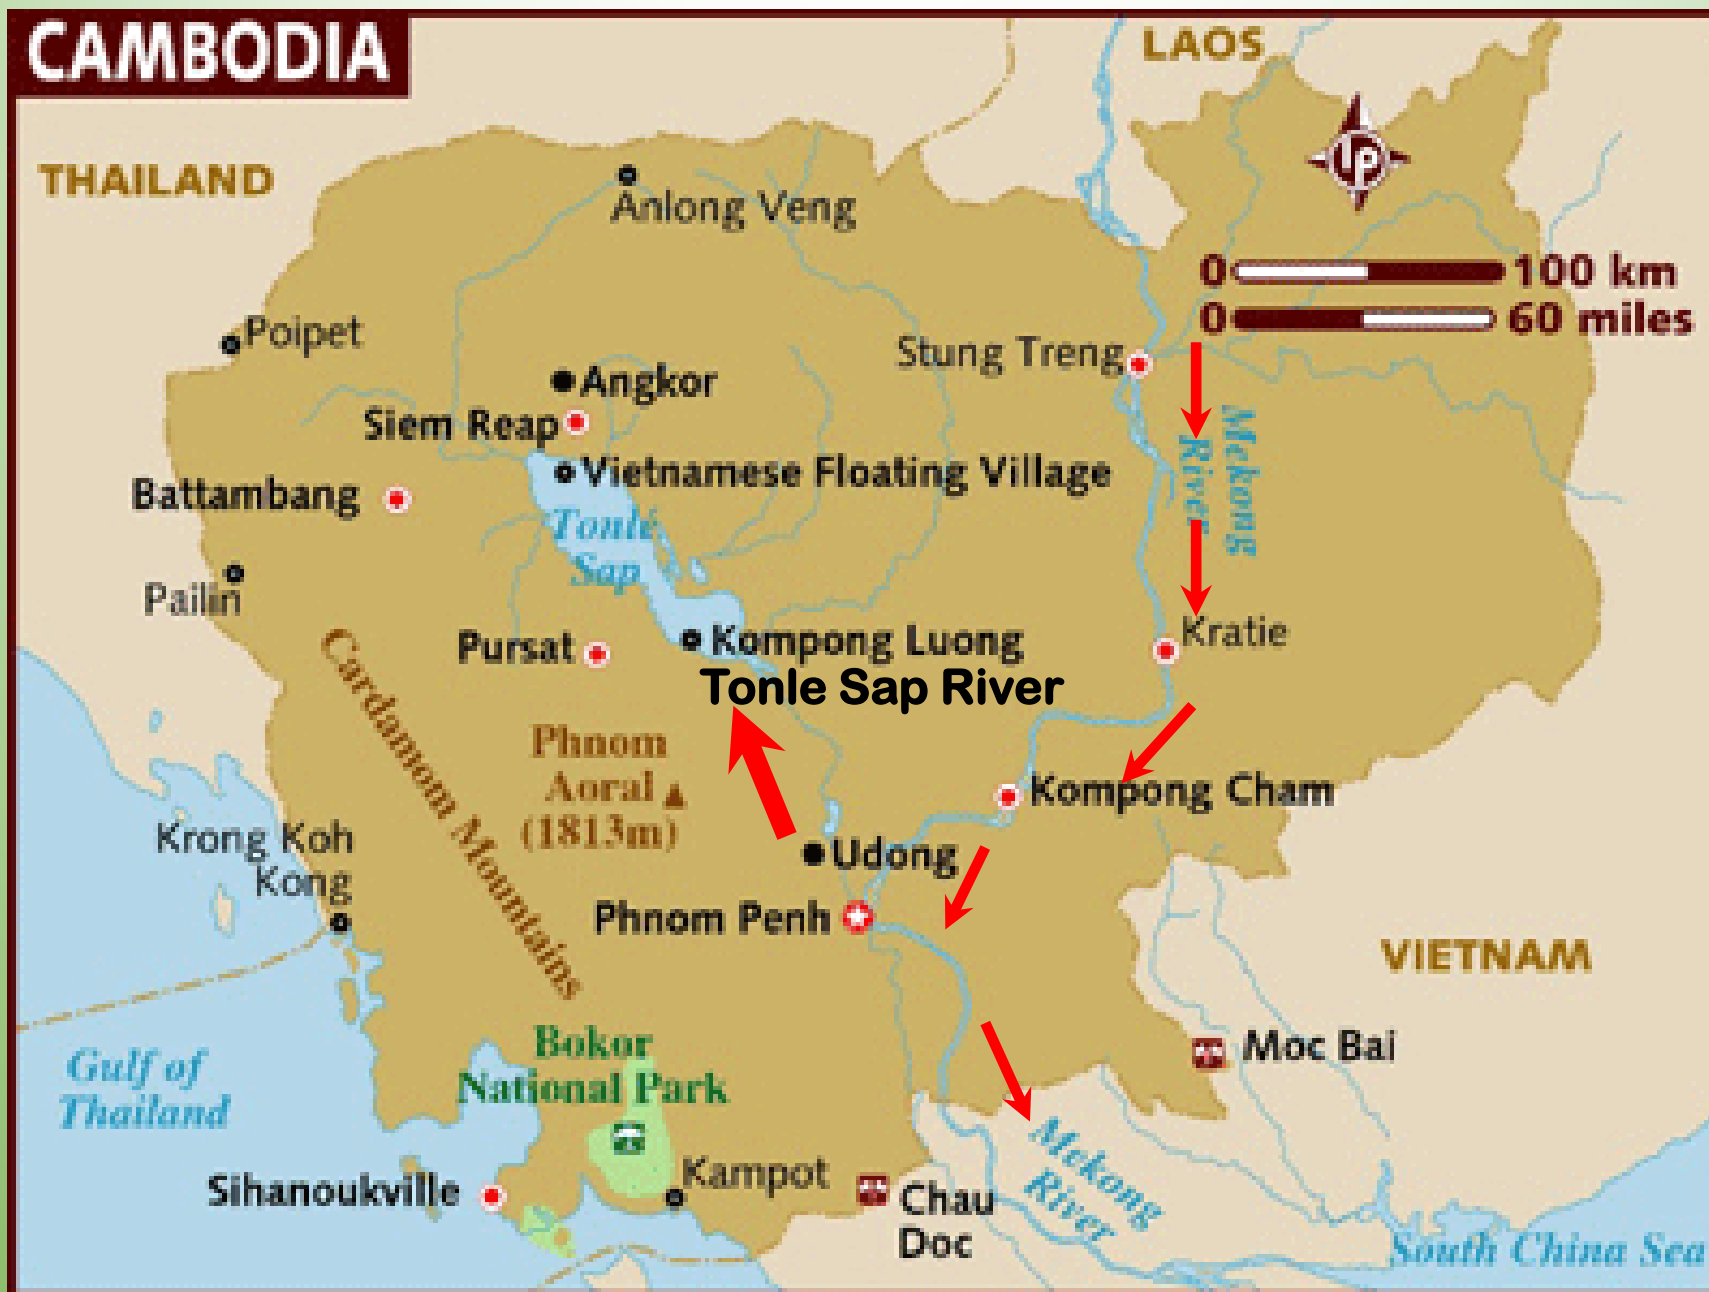 CAMBODIA
LAOS
THAILAND
LP
Anlong Veng
0 100 km
0 60 miles
Poipet
Stung Treng
Angkor
Siem Reap
Mekong
River
Vietnamese Floating Village
Battambang
Tonlé
Sap
Pailin
Kratie
Pursat
Kompong Luong
Tonle Sap River
Cardamom Mountains
Phnom
Aoral
(1813m)
Kompong Cham
Krong Koh
Kong
Udong
Phnom Penh
VIETNAM
Bokor
National Park
Moc Bai
Gulf of
Thailand
Mekong
River
Kampot
Sihanoukville
Chau
Doc
South China Sea